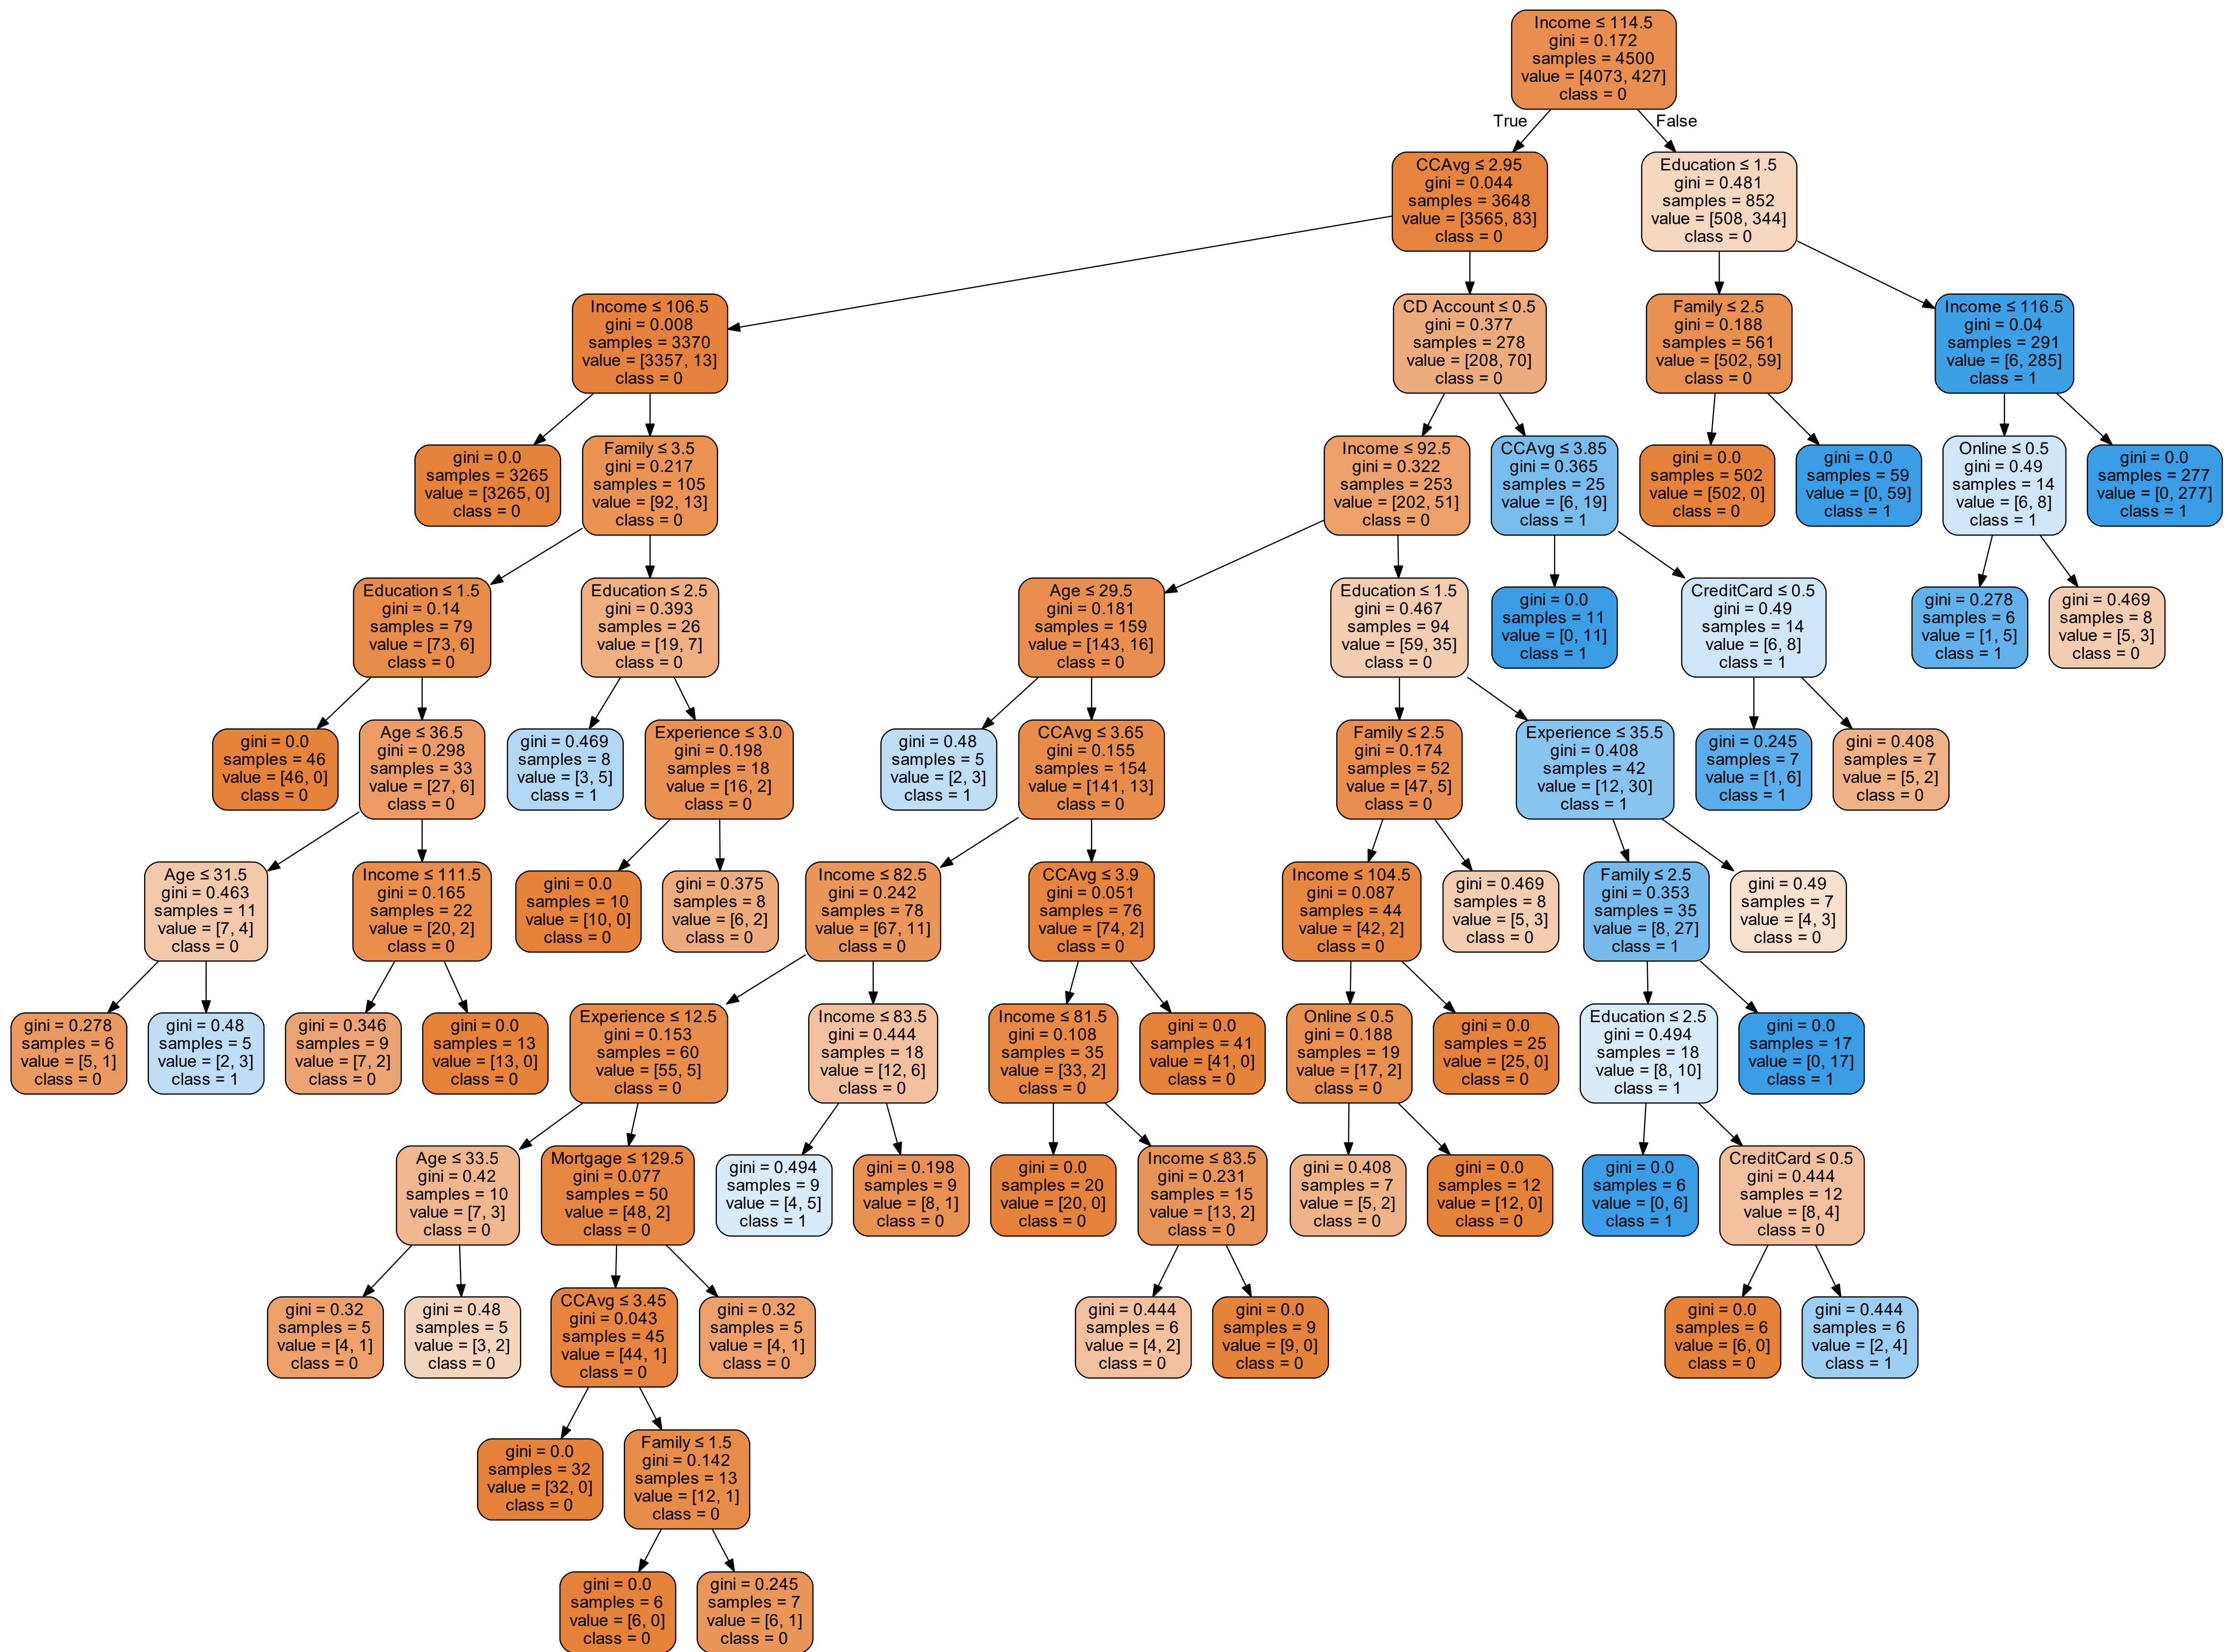 Income ≤ 114.5
gini = 0.172
samples = 4500
value = [4073, 427]
class = 0
True
False
CCAvg ≤ 2.95
gini = 0.044
samples = 3648
value = [3565, 83]
class = 0
Education ≤ 1.5
gini = 0.481
samples = 852
value = [508, 344]
class = 0
Income ≤ 106.5
gini = 0.008
samples = 3370
value = [3357, 13]
class = 0
CD Account ≤ 0.5
gini = 0.377
samples = 278
value = [208, 70]
class = 0
Family ≤ 2.5
gini = 0.188
samples = 561
value = [502, 59]
class = 0
Income ≤ 116.5
gini = 0.04
samples = 291
value = [6, 285]
class = 1
gini = 0.0
samples = 3265
value = [3265, 0]
class = 0
Family ≤ 3.5
gini = 0.217
samples = 105
value = [92, 13]
class = 0
Income ≤ 92.5
gini = 0.322
samples = 253
value = [202, 51]
class = 0
CCAvg ≤ 3.85
gini = 0.365
samples = 25
value = [6, 19]
class = 1
gini = 0.0
samples = 502
value = [502, 0]
class = 0
gini = 0.0
samples = 59
value = [0, 59]
class = 1
Online ≤ 0.5
gini = 0.49
samples = 14
value = [6, 8]
class = 1
gini = 0.0
samples = 277
value = [0, 277]
class = 1
Education ≤ 1.5
gini = 0.14
samples = 79
value = [73, 6]
class = 0
Education ≤ 2.5
gini = 0.393
samples = 26
value = [19, 7]
class = 0
Age ≤ 29.5
gini = 0.181
samples = 159
value = [143, 16]
class = 0
Education ≤ 1.5
gini = 0.467
samples = 94
value = [59, 35]
class = 0
gini = 0.0
samples = 11
value = [0, 11]
class = 1
CreditCard ≤ 0.5
gini = 0.49
samples = 14
value = [6, 8]
class = 1
gini = 0.278
samples = 6
value = [1, 5]
class = 1
gini = 0.469
samples = 8
value = [5, 3]
class = 0
gini = 0.0
samples = 46
value = [46, 0]
class = 0
Age ≤ 36.5
gini = 0.298
samples = 33
value = [27, 6]
class = 0
gini = 0.469
samples = 8
value = [3, 5]
class = 1
Experience ≤ 3.0
gini = 0.198
samples = 18
value = [16, 2]
class = 0
gini = 0.48
samples = 5
value = [2, 3]
class = 1
CCAvg ≤ 3.65
gini = 0.155
samples = 154
value = [141, 13]
class = 0
Family ≤ 2.5
gini = 0.174
samples = 52
value = [47, 5]
class = 0
Experience ≤ 35.5
gini = 0.408
samples = 42
value = [12, 30]
class = 1
gini = 0.245
samples = 7
value = [1, 6]
class = 1
gini = 0.408
samples = 7
value = [5, 2]
class = 0
Age ≤ 31.5
gini = 0.463
samples = 11
value = [7, 4]
class = 0
Income ≤ 111.5
gini = 0.165
samples = 22
value = [20, 2]
class = 0
gini = 0.0
samples = 10
value = [10, 0]
class = 0
gini = 0.375
samples = 8
value = [6, 2]
class = 0
Income ≤ 82.5
gini = 0.242
samples = 78
value = [67, 11]
class = 0
CCAvg ≤ 3.9
gini = 0.051
samples = 76
value = [74, 2]
class = 0
Income ≤ 104.5
gini = 0.087
samples = 44
value = [42, 2]
class = 0
gini = 0.469
samples = 8
value = [5, 3]
class = 0
Family ≤ 2.5
gini = 0.353
samples = 35
value = [8, 27]
class = 1
gini = 0.49
samples = 7
value = [4, 3]
class = 0
gini = 0.278
samples = 6
value = [5, 1]
class = 0
gini = 0.48
samples = 5
value = [2, 3]
class = 1
gini = 0.346
samples = 9
value = [7, 2]
class = 0
gini = 0.0
samples = 13
value = [13, 0]
class = 0
Experience ≤ 12.5
gini = 0.153
samples = 60
value = [55, 5]
class = 0
Income ≤ 83.5
gini = 0.444
samples = 18
value = [12, 6]
class = 0
Income ≤ 81.5
gini = 0.108
samples = 35
value = [33, 2]
class = 0
gini = 0.0
samples = 41
value = [41, 0]
class = 0
Online ≤ 0.5
gini = 0.188
samples = 19
value = [17, 2]
class = 0
gini = 0.0
samples = 25
value = [25, 0]
class = 0
Education ≤ 2.5
gini = 0.494
samples = 18
value = [8, 10]
class = 1
gini = 0.0
samples = 17
value = [0, 17]
class = 1
Age ≤ 33.5
gini = 0.42
samples = 10
value = [7, 3]
class = 0
Mortgage ≤ 129.5
gini = 0.077
samples = 50
value = [48, 2]
class = 0
gini = 0.494
samples = 9
value = [4, 5]
class = 1
gini = 0.198
samples = 9
value = [8, 1]
class = 0
gini = 0.0
samples = 20
value = [20, 0]
class = 0
Income ≤ 83.5
gini = 0.231
samples = 15
value = [13, 2]
class = 0
gini = 0.408
samples = 7
value = [5, 2]
class = 0
gini = 0.0
samples = 12
value = [12, 0]
class = 0
gini = 0.0
samples = 6
value = [0, 6]
class = 1
CreditCard ≤ 0.5
gini = 0.444
samples = 12
value = [8, 4]
class = 0
gini = 0.32
samples = 5
value = [4, 1]
class = 0
gini = 0.48
samples = 5
value = [3, 2]
class = 0
CCAvg ≤ 3.45
gini = 0.043
samples = 45
value = [44, 1]
class = 0
gini = 0.32
samples = 5
value = [4, 1]
class = 0
gini = 0.444
samples = 6
value = [4, 2]
class = 0
gini = 0.0
samples = 9
value = [9, 0]
class = 0
gini = 0.0
samples = 6
value = [6, 0]
class = 0
gini = 0.444
samples = 6
value = [2, 4]
class = 1
gini = 0.0
samples = 32
value = [32, 0]
class = 0
Family ≤ 1.5
gini = 0.142
samples = 13
value = [12, 1]
class = 0
gini = 0.0
samples = 6
value = [6, 0]
class = 0
gini = 0.245
samples = 7
value = [6, 1]
class = 0